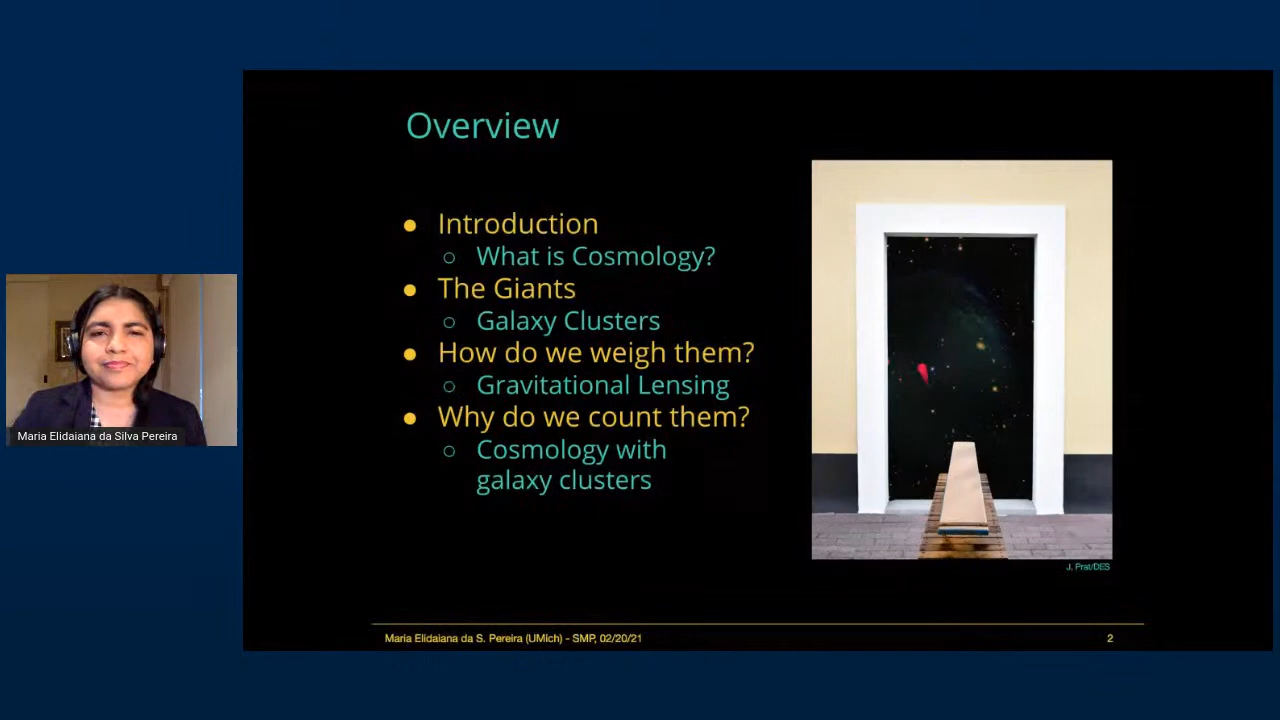 Overview
● Introduction
○ What is Cosmology?
● The Giants
○ Galaxy Clusters
● How do we weigh them?
○ Gravitational Lensing
● Why do we count them?
○ Cosmology with
galaxy clusters
J. Prat/DES
Maria Elidaiana da Silva Pereira
Maria Elidaiana da S. Pereira (UMich) - SMP, 02/20/21
2